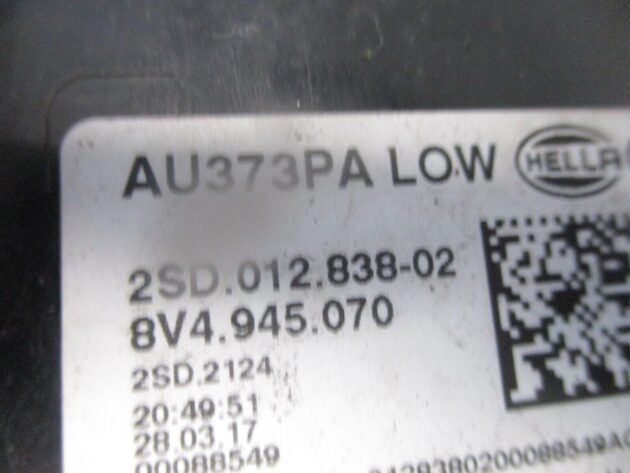 AU373PA LOW HELLA
2SD.012.838-02
8V4.945.070
2SD.2124
20:49:51
28.03.17
00088549